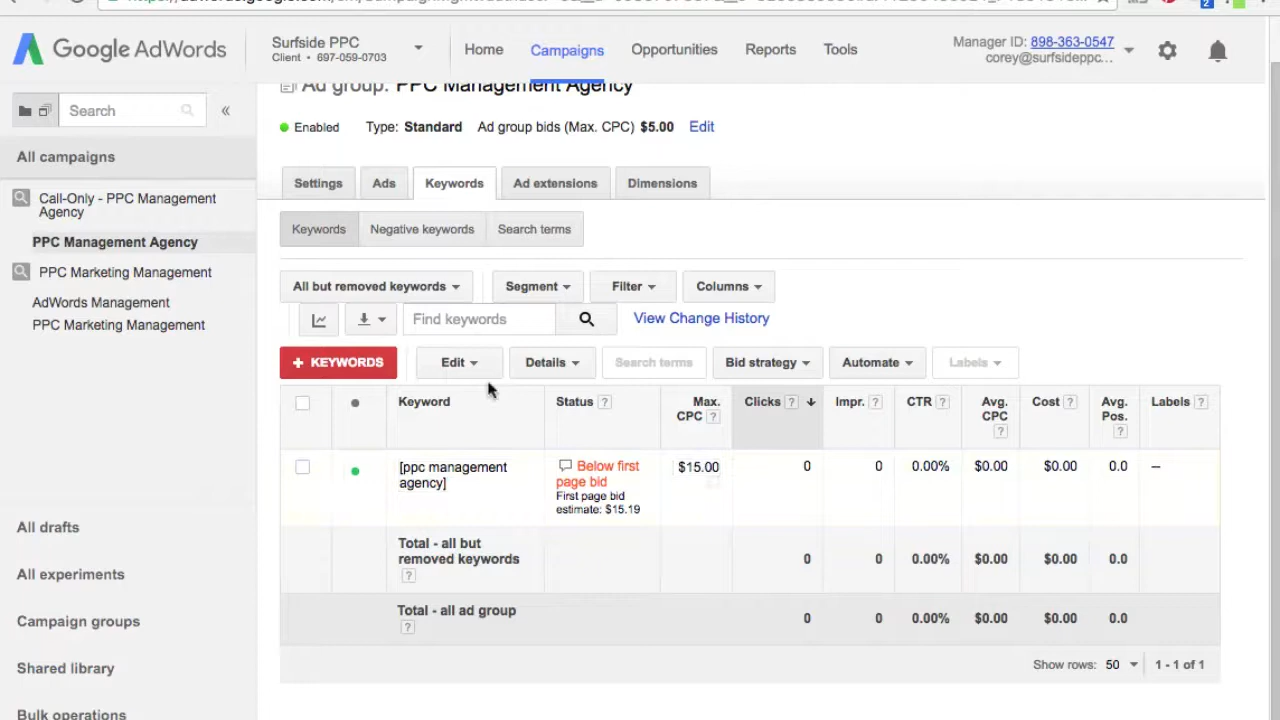 Google AdWords
Surfside PPC
Client • 697-058-0703
Home
Campaigns
Opportunities
Reports
Tools
Manager ID: 898-363-0547
corey@surfsideppc...
Search
«
All campaigns
Call-Only - PPC Management
Agency
PPC Management Agency
PPC Marketing Management
AdWords Management
PPC Marketing Management
All drafts
All experiments
Campaign groups
Shared library
Bulk operations
Ad group: PPC Management Agency
Enabled Type: Standard Ad group bids (Max. CPC) $5.00 Edit
Settings Ads Keywords Ad extensions Dimensions
Keywords Negative keywords Search terms
All but removed keywords Segment Filter Columns
Find keywords View Change History
+ KEYWORDS Edit Details Search terms Bid strategy Automate Labels
Keyword Status ? Max. CPC ? Clicks ? Impr. ? CTR ? Avg. CPC ? Cost ? Avg. Pos. ? Labels ?
[ppc management
agency]
Below first
page bid
First page bid
estimate: $15.19
$15.00 0 0 0.00% $0.00 $0.00 0.0 --
Total - all but
removed keywords
?
0 0 0.00% $0.00 $0.00 0.0
Total - all ad group
?
0 0 0.00% $0.00 $0.00 0.0
Show rows: 50 1 - 1 of 1